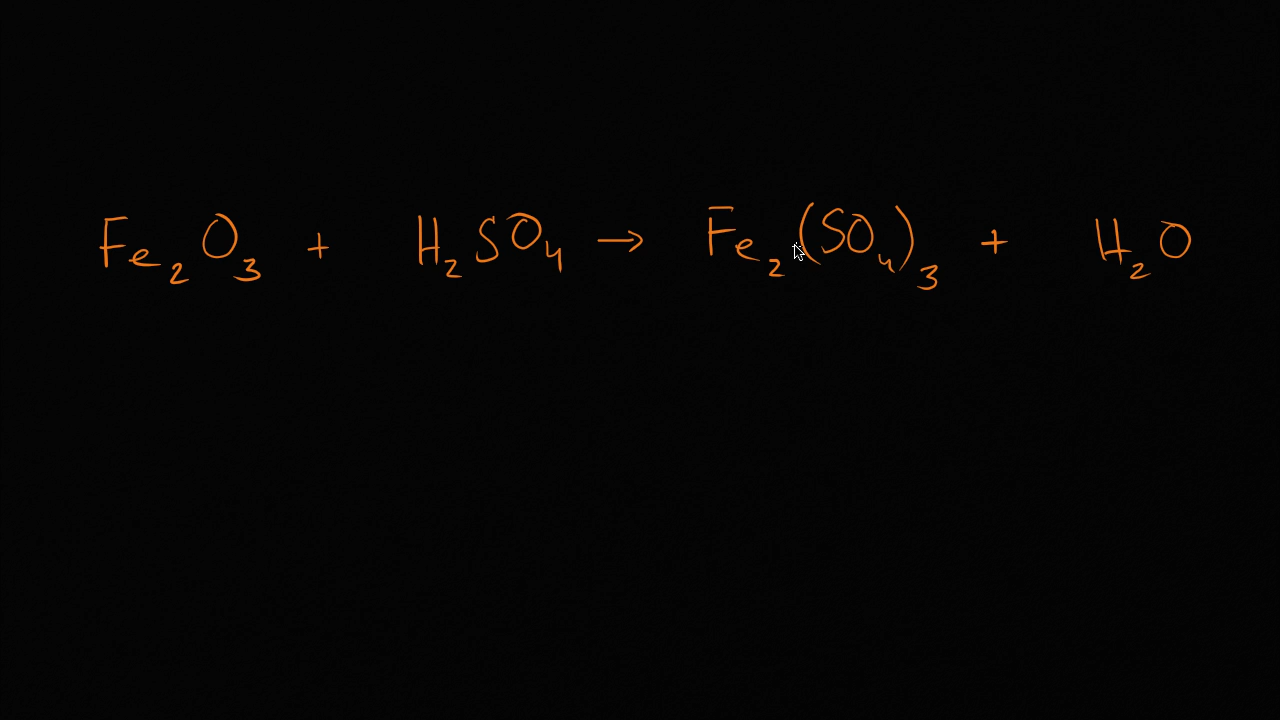 Fe₂O₃ + H₂SO₄ → Fe₂(SO₄)₃ + H₂O